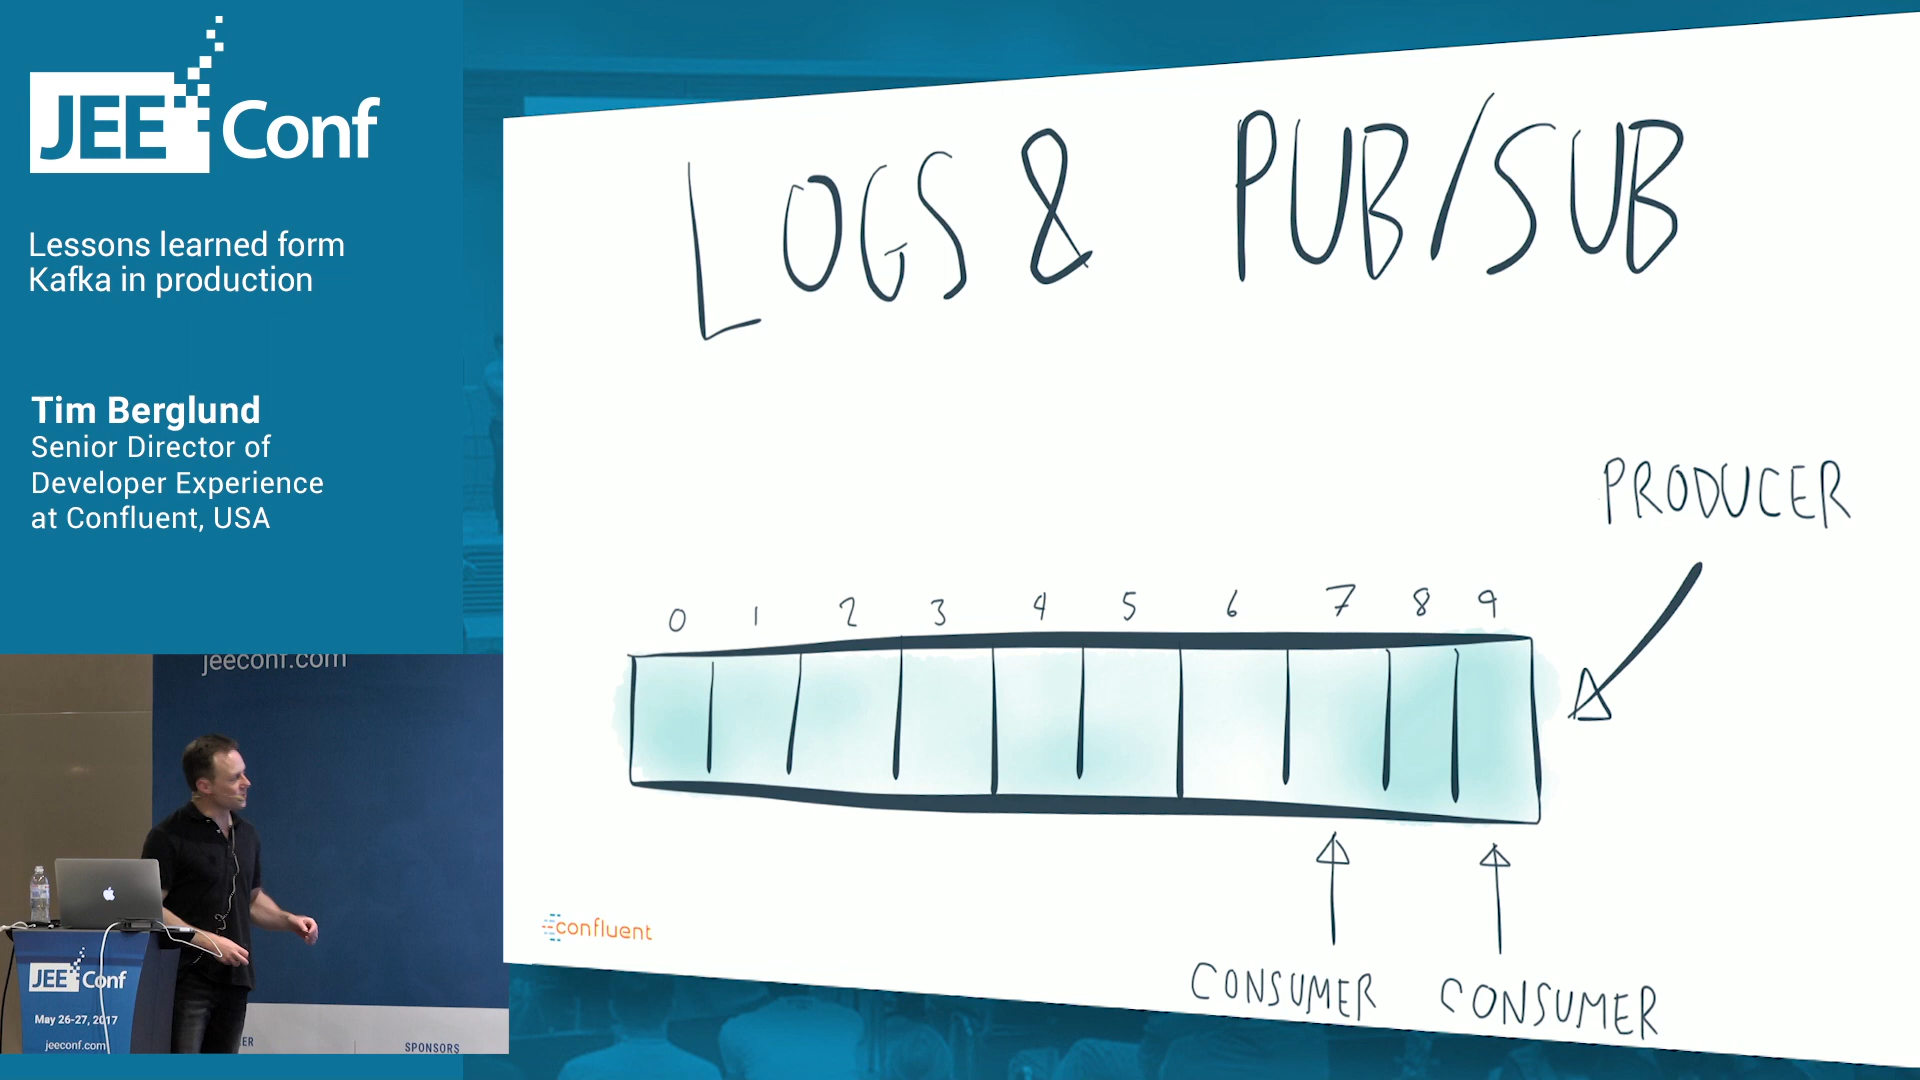 JEE Conf
Lessons learned form
Kafka in production
Tim Berglund
Senior Director of
Developer Experience
at Confluent, USA
LOGS & PUB/SUB
PRODUCER
0 1 2 3 4 5 6 7 8 9
CONSUMER CONSUMER
confluent
jeeconf.com
JEE Conf
May 26-27, 2017
jeeconf.com
SPONSORS